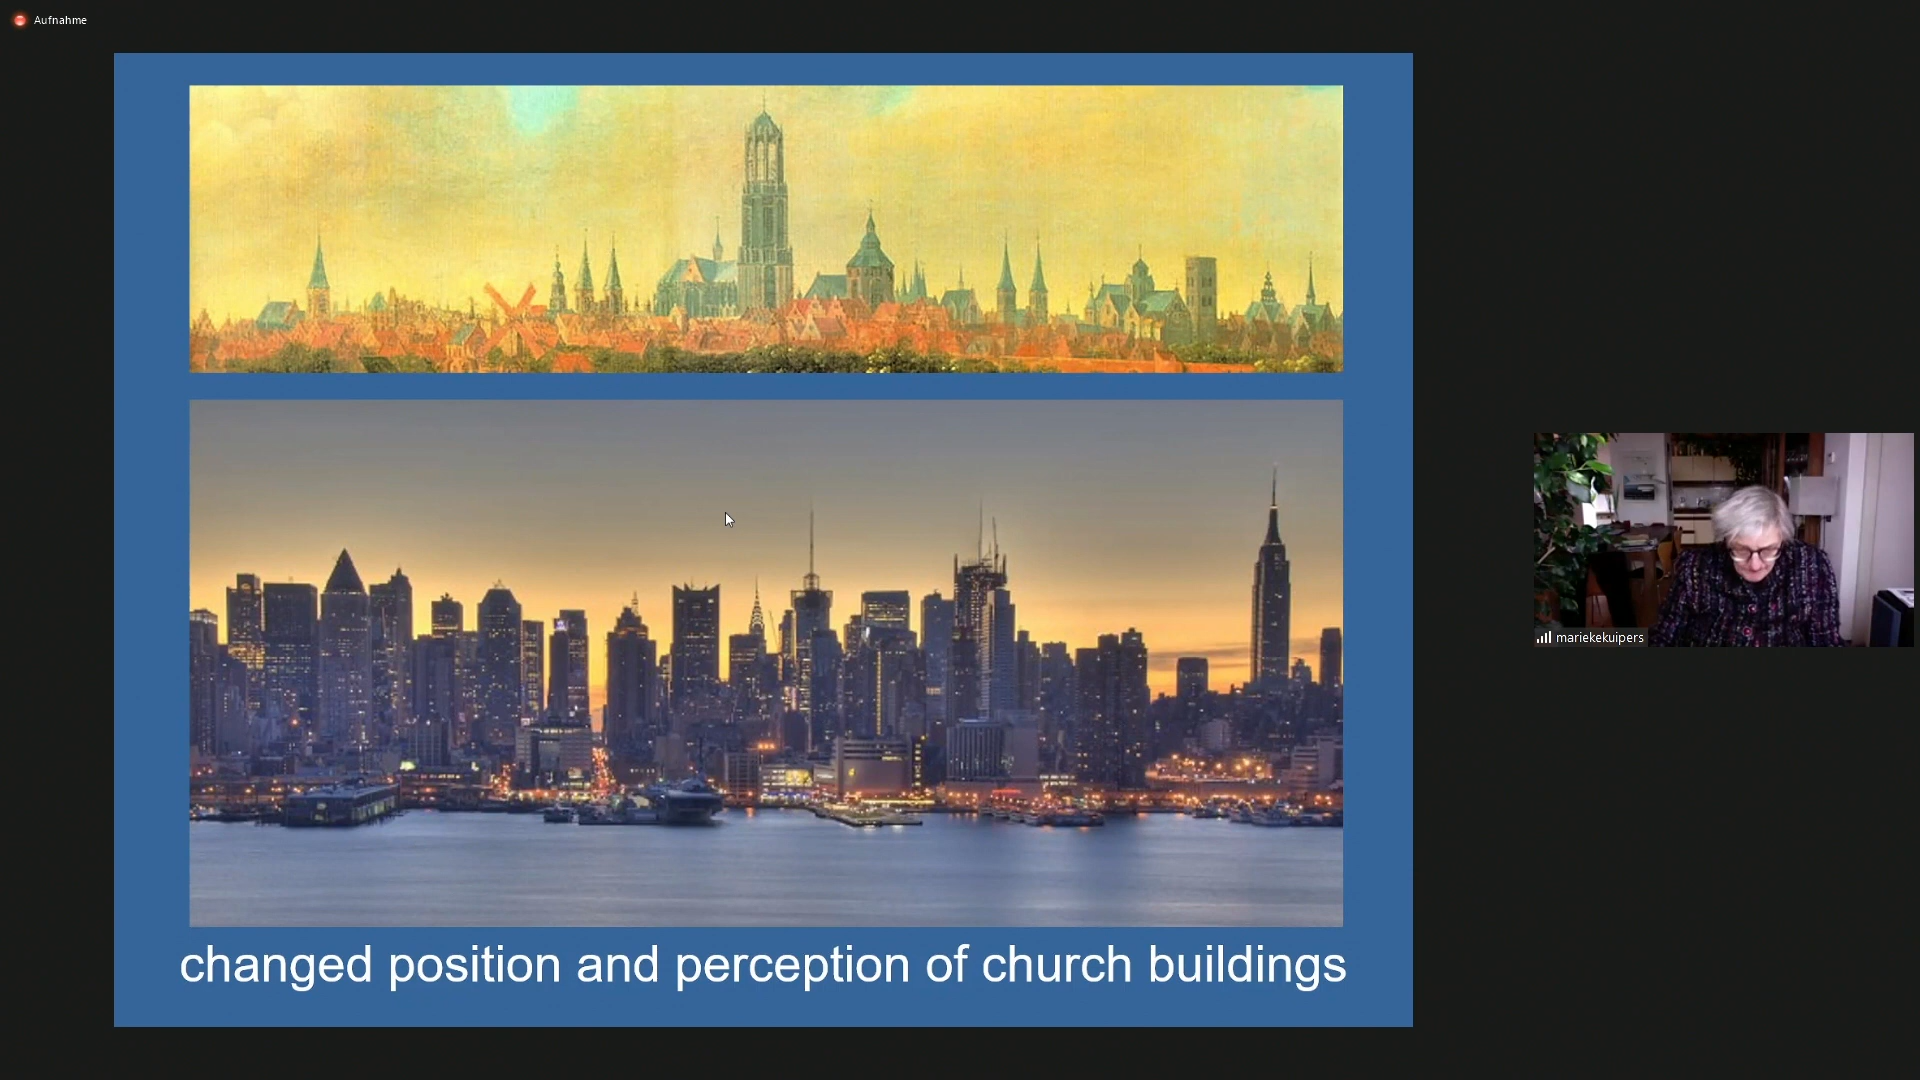 Aufnahme
changed position and perception of church buildings
mariekekuipers